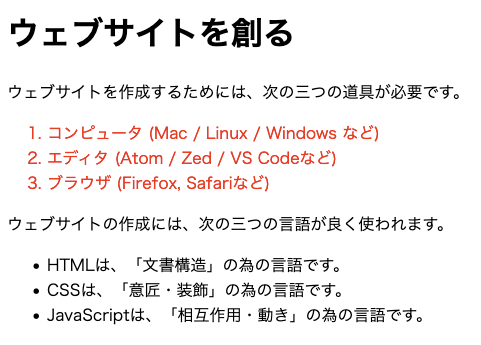 ウェブサイトを創る
ウェブサイトを作成するためには、次の三つの道具が必要です。
1. コンピュータ (Mac / Linux / Windows など)
2. エディタ (Atom / Zed / VS Codeなど)
3. ブラウザ (Firefox, Safariなど)
ウェブサイトの作成には、次の三つの言語が良く使われます。
• HTMLは、「文書構造」の為の言語です。
• CSSは、「意匠・装飾」の為の言語です。
• JavaScriptは、「相互作用・動き」の為の言語です。